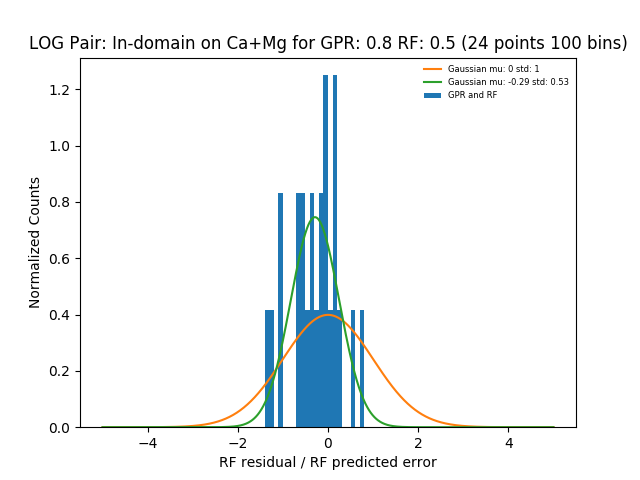 LOG Pair: In-domain on Ca+Mg for GPR: 0.8 RF: 0.5 (24 points 100 bins)
Gaussian mu: 0 std: 1
Gaussian mu: -0.29 std: 0.53
GPR and RF
1.2
1.0
0.8
0.6
0.4
0.2
0.0
Normalized Counts
−4
−2
0
2
4
RF residual / RF predicted error